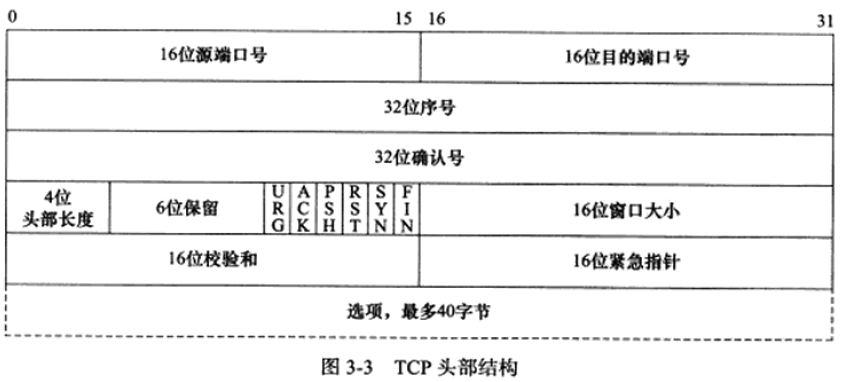 0 15 16 31
16位源端口号 16位目的端口号
32位序号
32位确认号
4位
头部长度 6位保留 URG ACK PSH RST SYN FIN 16位窗口大小
16位校验和 16位紧急指针
选项，最多40字节
图 3-3 TCP 头部结构